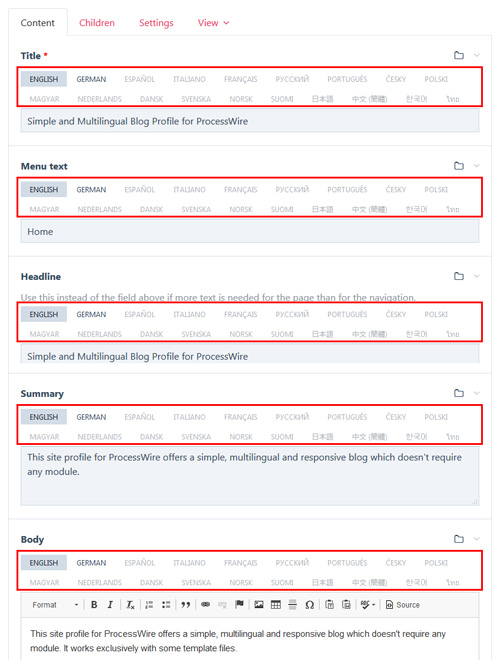 Content Children Settings View
Title *
ENGLISH GERMAN ESPAÑOL ITALIANO FRANÇAIS РУССКИЙ PORTUGUÊS ČESKY POLSKI
MAGYAR NEDERLANDS DANSK SVENSKA NORSK SUOMI 日本語 中文 (簡體) 한국어 ไทย
Simple and Multilingual Blog Profile for ProcessWire
Menu text
ENGLISH GERMAN ESPAÑOL ITALIANO FRANÇAIS РУССКИЙ PORTUGUÊS ČESKY POLSKI
MAGYAR NEDERLANDS DANSK SVENSKA NORSK SUOMI 日本語 中文 (簡體) 한국어 ไทย
Home
Headline
Use this instead of the field above if more text is needed for the page than for the navigation.
ENGLISH GERMAN ESPAÑOL ITALIANO FRANÇAIS РУССКИЙ PORTUGUÊS ČESKY POLSKI
MAGYAR NEDERLANDS DANSK SVENSKA NORSK SUOMI 日本語 中文 (簡體) 한국어 ไทย
Simple and Multilingual Blog Profile for ProcessWire
Summary
ENGLISH GERMAN ESPAÑOL ITALIANO FRANÇAIS РУССКИЙ PORTUGUÊS ČESKY POLSKI
MAGYAR NEDERLANDS DANSK SVENSKA NORSK SUOMI 日本語 中文 (簡體) 한국어 ไทย
This site profile for ProcessWire offers a simple, multilingual and responsive blog which doesn't require
any module.
Body
ENGLISH GERMAN ESPAÑOL ITALIANO FRANÇAIS РУССКИЙ PORTUGUÊS ČESKY POLSKI
MAGYAR NEDERLANDS DANSK SVENSKA NORSK SUOMI 日本語 中文 (簡體) 한국어 ไทย
Format B I Tx Ω Source
This site profile for ProcessWire offers a simple, multilingual and responsive blog which doesn't require any
module. It works exclusively with some template files.